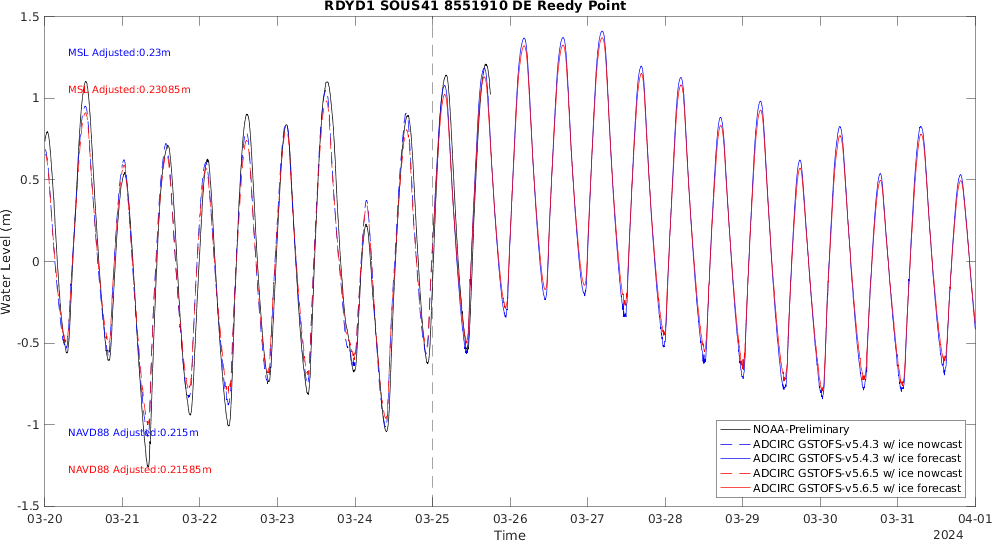 RDYD1 SOUS41 8551910 DE Reedy Point
MSL Adjusted:0.23m
MSL Adjusted:0.23085m
NAVD88 Adjusted:0.215m
NAVD88 Adjusted:0.21585m
Water Level (m)
1.5
1
0.5
0
-0.5
-1
-1.5
NOAA-Preliminary
ADCIRC GSTOFS-v5.4.3 w/ ice nowcast
ADCIRC GSTOFS-v5.4.3 w/ ice forecast
ADCIRC GSTOFS-v5.6.5 w/ ice nowcast
ADCIRC GSTOFS-v5.6.5 w/ ice forecast
03-20 03-21 03-22 03-23 03-24 03-25 03-26 03-27 03-28 03-29 03-30 03-31 04-01
Time
2024